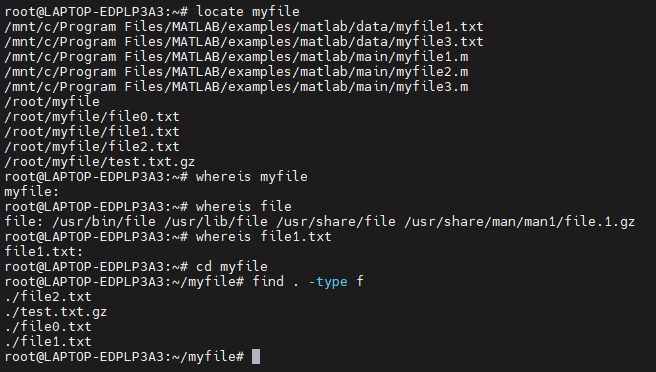 root@LAPTOP-EDPLP3A3:~# locate myfile
/mnt/c/Program Files/MATLAB/examples/matlab/data/myfile1.txt
/mnt/c/Program Files/MATLAB/examples/matlab/data/myfile3.txt
/mnt/c/Program Files/MATLAB/examples/matlab/main/myfile1.m
/mnt/c/Program Files/MATLAB/examples/matlab/main/myfile2.m
/mnt/c/Program Files/MATLAB/examples/matlab/main/myfile3.m
/root/myfile
/root/myfile/file0.txt
/root/myfile/file1.txt
/root/myfile/file2.txt
/root/myfile/test.txt.gz
root@LAPTOP-EDPLP3A3:~# whereis myfile
myfile:
root@LAPTOP-EDPLP3A3:~# whereis file
file: /usr/bin/file /usr/lib/file /usr/share/file /usr/share/man/man1/file.1.gz
root@LAPTOP-EDPLP3A3:~# whereis file1.txt
file1.txt:
root@LAPTOP-EDPLP3A3:~# cd myfile
root@LAPTOP-EDPLP3A3:~/myfile# find . -type f
./file2.txt
./test.txt.gz
./file0.txt
./file1.txt
root@LAPTOP-EDPLP3A3:~/myfile#